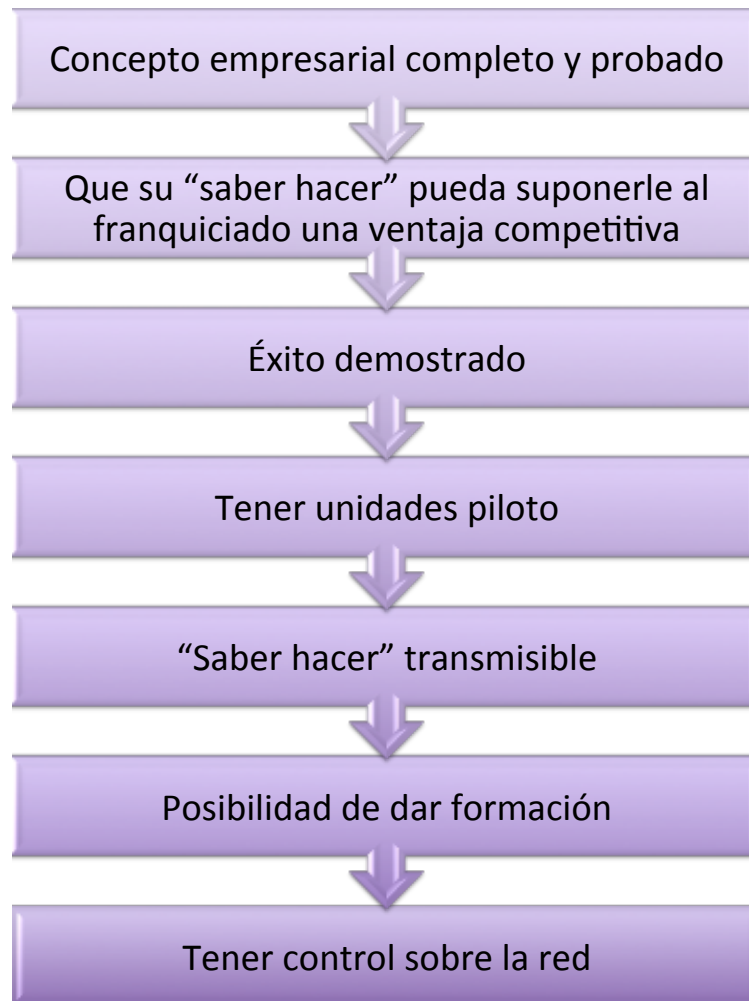 Concepto empresarial completo y probado
Que su “saber hacer” pueda suponerle al
franquiciado una ventaja competitiva
Éxito demostrado
Tener unidades piloto
“Saber hacer” transmisible
Posibilidad de dar formación
Tener control sobre la red